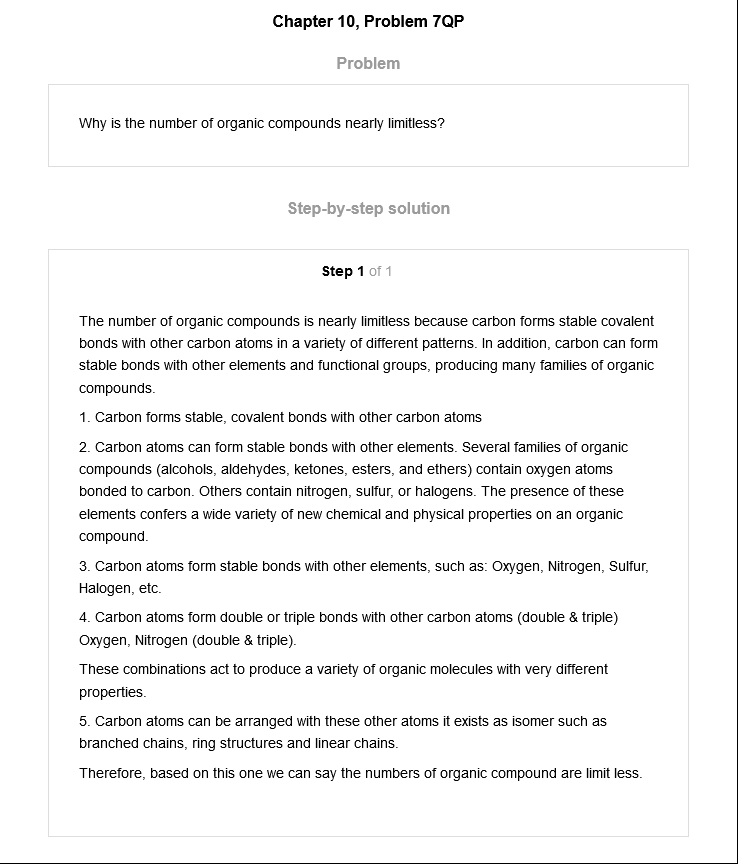 Chapter 10, Problem 7QP
Problem
Why is the number of organic compounds nearly limitless?
Step-by-step solution
Step 1 of 1
The number of organic compounds is nearly limitless because carbon forms stable covalent
bonds with other carbon atoms in a variety of different patterns. In addition, carbon can form
stable bonds with other elements and functional groups, producing many families of organic
compounds.
1. Carbon forms stable, covalent bonds with other carbon atoms
2. Carbon atoms can form stable bonds with other elements. Several families of organic
compounds (alcohols, aldehydes, ketones, esters, and ethers) contain oxygen atoms
bonded to carbon. Others contain nitrogen, sulfur, or halogens. The presence of these
elements confers a wide variety of new chemical and physical properties on an organic
compound.
3. Carbon atoms form stable bonds with other elements, such as: Oxygen, Nitrogen, Sulfur,
Halogen, etc.
4. Carbon atoms form double or triple bonds with other carbon atoms (double & triple)
Oxygen, Nitrogen (double & triple).
These combinations act to produce a variety of organic molecules with very different
properties.
5. Carbon atoms can be arranged with these other atoms it exists as isomer such as
branched chains, ring structures and linear chains.
Therefore, based on this one we can say the numbers of organic compound are limit less.